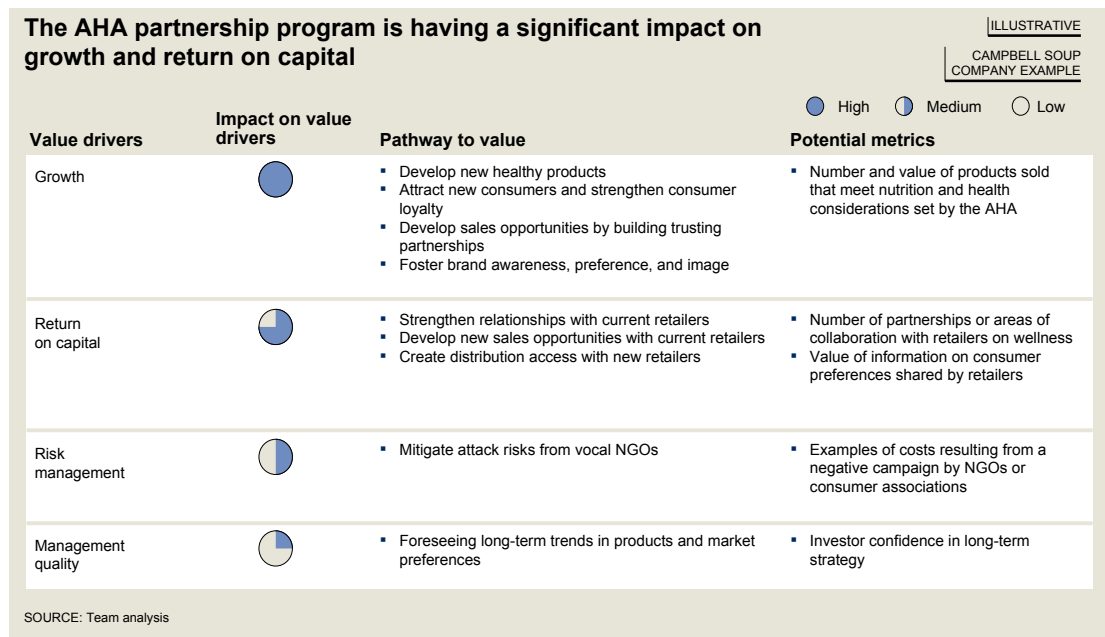 The AHA partnership program is having a significant impact on
growth and return on capital
ILLUSTRATIVE
CAMPBELL SOUP
COMPANY EXAMPLE
High
Medium
Low
Value drivers
Impact on value
drivers
Pathway to value
Potential metrics
Growth
▪ Develop new healthy products
▪ Attract new consumers and strengthen consumer
loyalty
▪ Develop sales opportunities by building trusting
partnerships
▪ Foster brand awareness, preference, and image
▪ Number and value of products sold
that meet nutrition and health
considerations set by the AHA
Return
on capital
▪ Strengthen relationships with current retailers
▪ Develop new sales opportunities with current retailers
▪ Create distribution access with new retailers
▪ Number of partnerships or areas of
collaboration with retailers on wellness
▪ Value of information on consumer
preferences shared by retailers
Risk
management
▪ Mitigate attack risks from vocal NGOs
▪ Examples of costs resulting from a
negative campaign by NGOs or
consumer associations
Management
quality
▪ Foreseeing long-term trends in products and market
preferences
▪ Investor confidence in long-term
strategy
SOURCE: Team analysis